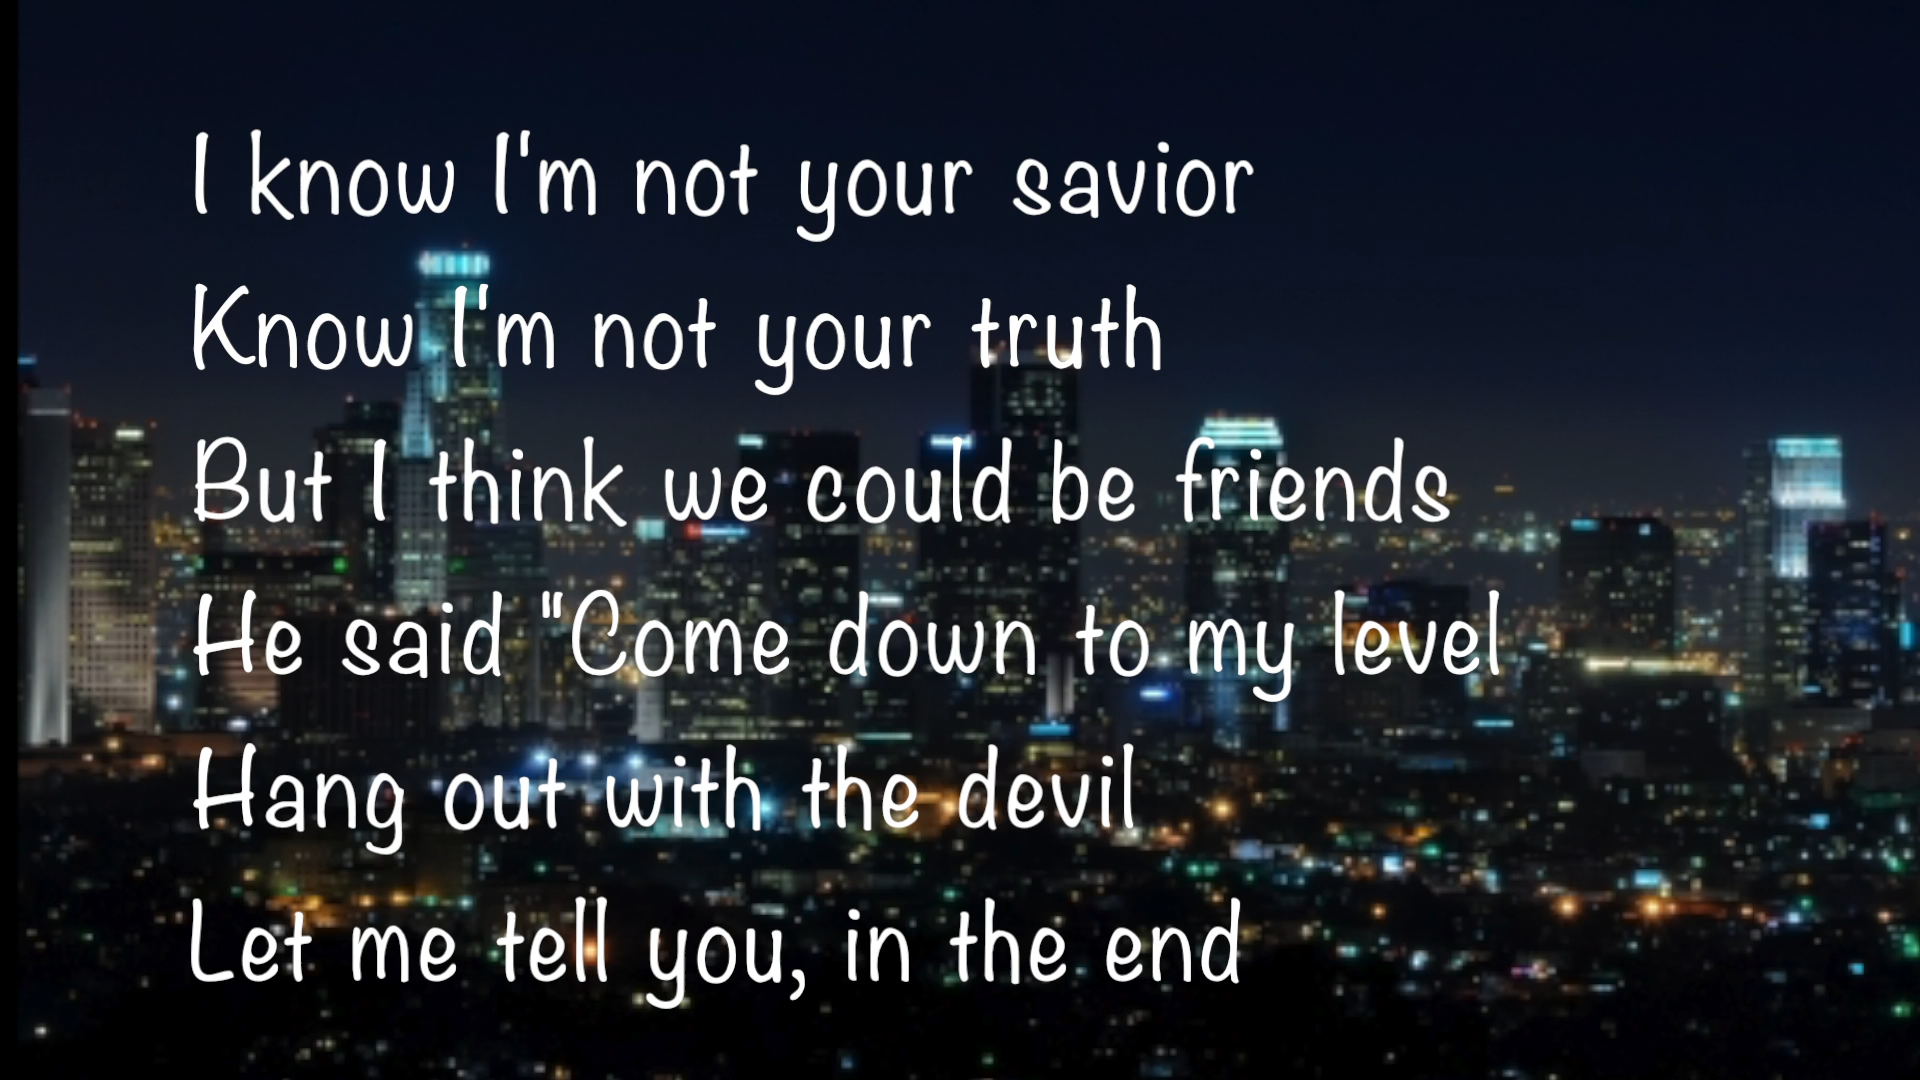 I know I'm not your savior
Know I'm not your truth
But I think we could be friends
He said "Come down to my level
Hang out with the devil
Let me tell you, in the end